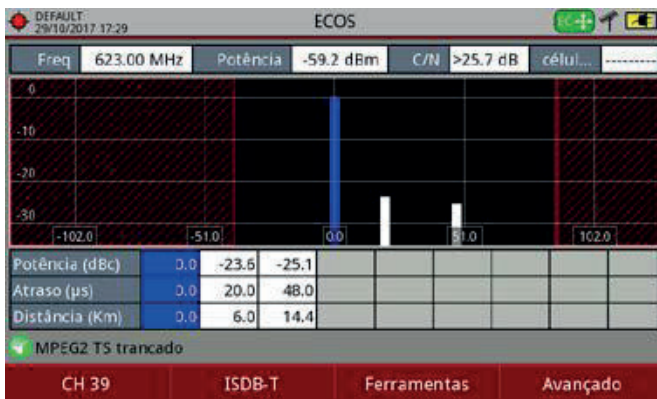 DEFAULT
29/10/2017 17:29
ECOS
EC
Freq 623.00 MHz Potência -59.2 dBm C/N >25.7 dB célul... ---------
0
-10
-20
-30
-102.0 -51.0 0.0 51.0 102.0
Potência (dBc) 0.0 -23.6 -25.1
Atraso (µs) 0.0 20.0 48.0
Distância (Km) 0.0 6.0 14.4
MPEG2 TS trancado
CH 39 ISDB-T Ferramentas Avançado